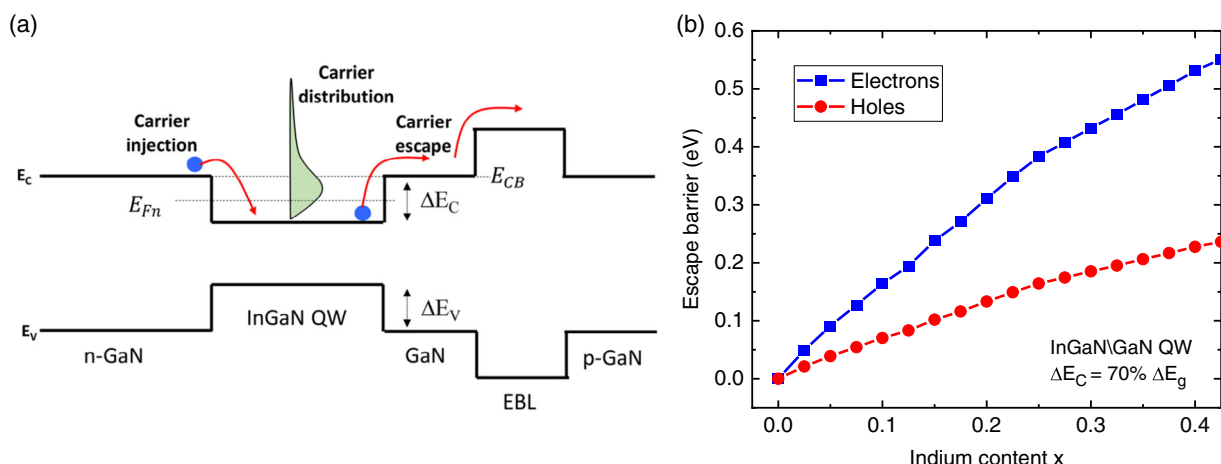 (a)
Carrier
distribution
Carrier
injection
Carrier
escape
E_C
E_CB
E_Fn
ΔE_C
ΔE_V
InGaN QW
E_V
n-GaN
GaN
p-GaN
EBL
(b)
0.6
0.5
0.4
0.3
0.2
0.1
0.0
Escape barrier (eV)
Electrons
Holes
InGaN\GaN QW
ΔE_C = 70% ΔE_g
0.0 0.1 0.2 0.3 0.4
Indium content x